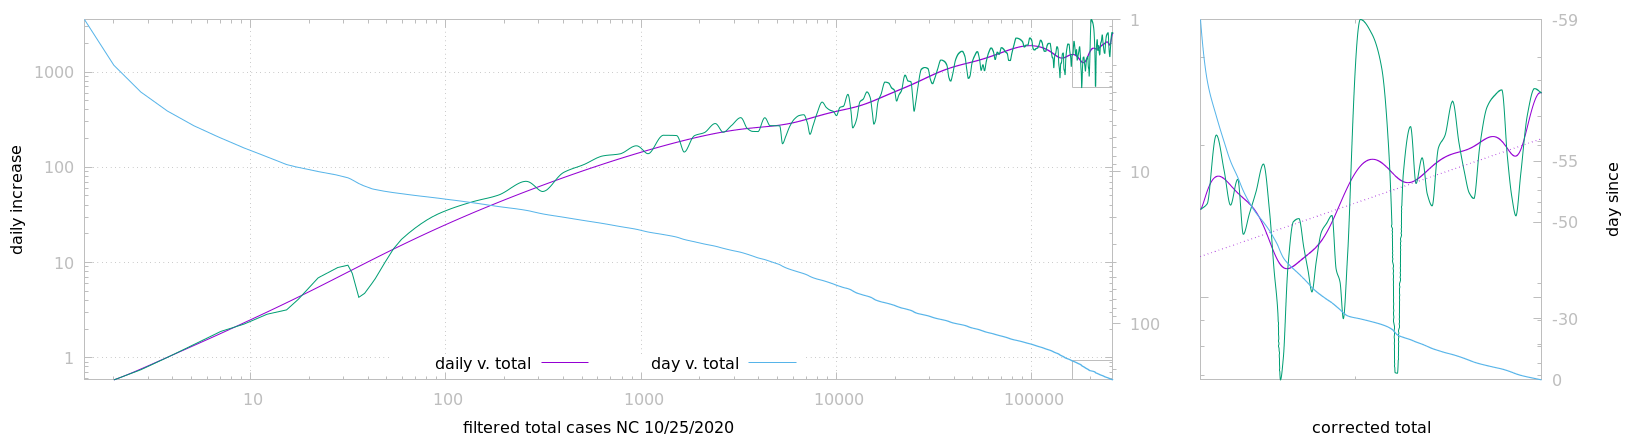 daily increase
1000
100
10
1
10
100
1000
10000
100000
daily v. total
day v. total
filtered total cases NC 10/25/2020
1
10
100
-59
-55
-50
-30
0
day since
corrected total